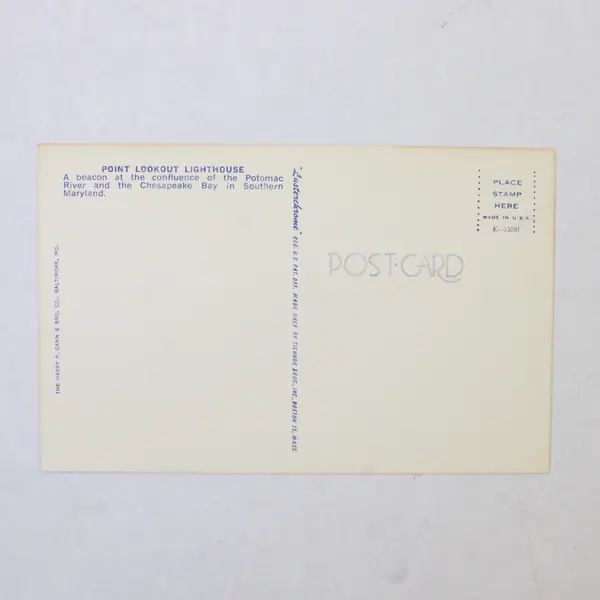 POINT LOOKOUT LIGHTHOUSE
A beacon at the confluence of the Potomac
River and the Chesapeake Bay in Southern
Maryland.
THE HARRY P. CANN & BRO. CO., BALTIMORE, MD.
"Lusterchrome" REG. U.S. PAT. OFF. MADE ONLY BY TICHNOR BROS., INC., BOSTON 15, MASS.
POST-CARD
PLACE
STAMP
HERE
MADE IN U.S.A.
K-13091